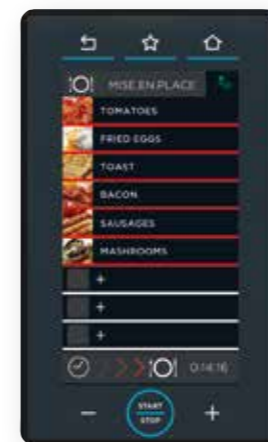 MISE EN PLACE
TOMATOES
FRIED EGGS
TOAST
BACON
SAUSAGES
MASHROOMS
+
+
+
0:14:16
− START STOP +